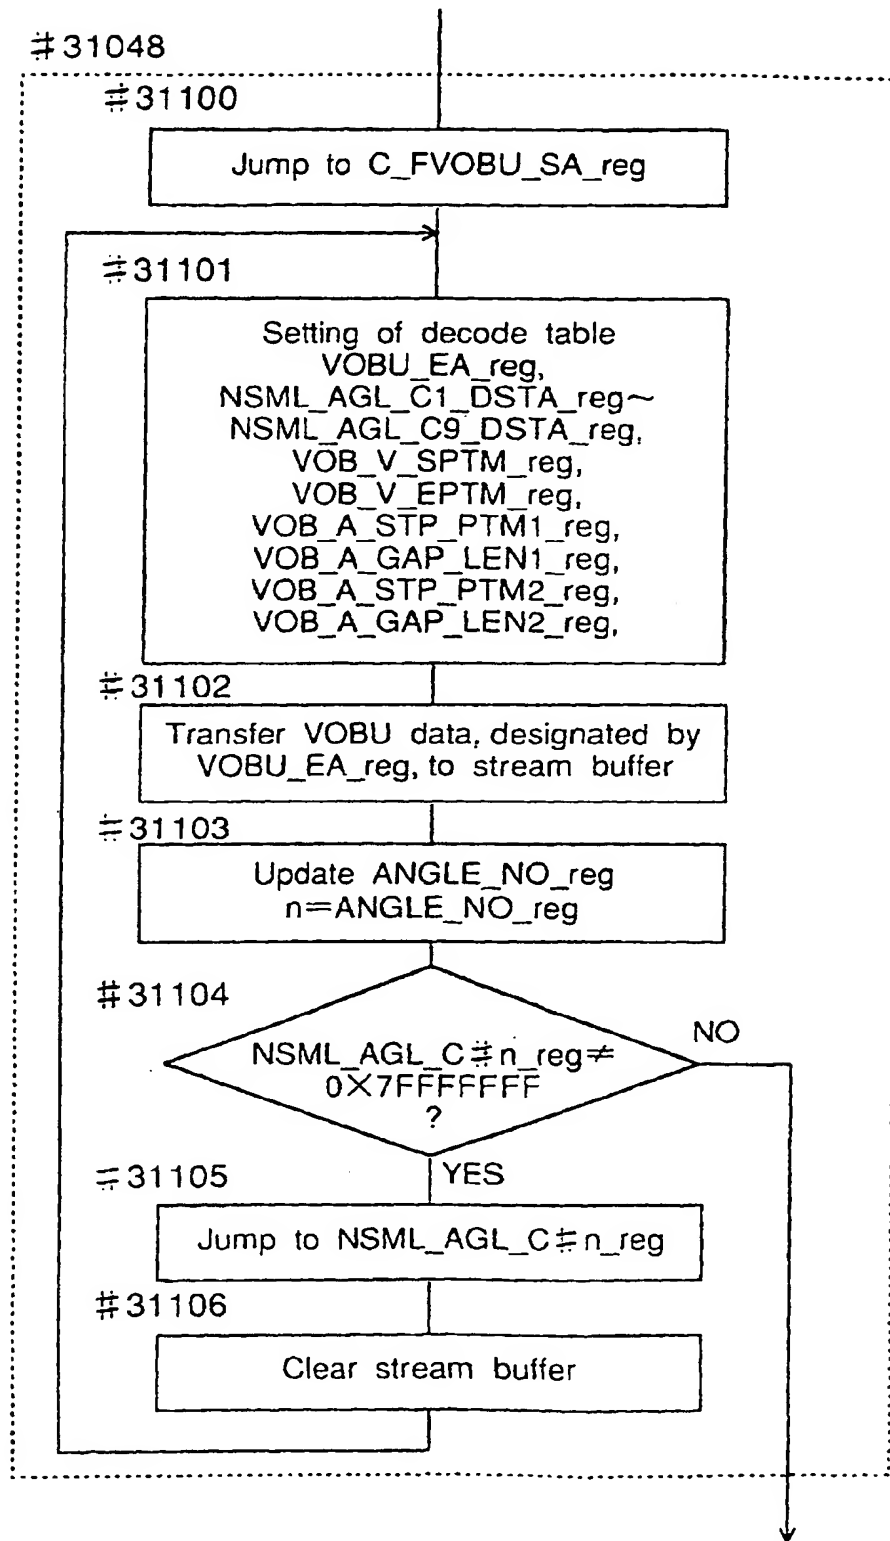 #31048
#31100
Jump to C_FVOBU_SA_reg
#31101
Setting of decode table
VOBU_EA_reg,
NSML_AGL_C1_DSTA_reg~
NSML_AGL_C9_DSTA_reg,
VOB_V_SPTM_reg,
VOB_V_EPTM_reg,
VOB_A_STP_PTM1_reg,
VOB_A_GAP_LEN1_reg,
VOB_A_STP_PTM2_reg,
VOB_A_GAP_LEN2_reg,
#31102
Transfer VOBU data, designated by
VOBU_EA_reg, to stream buffer
#31103
Update ANGLE_NO_reg
n=ANGLE_NO_reg
#31104
NSML_AGL_C#n_reg≠
0×7FFFFFFF
?
NO
YES
#31105
Jump to NSML_AGL_C#n_reg
#31106
Clear stream buffer